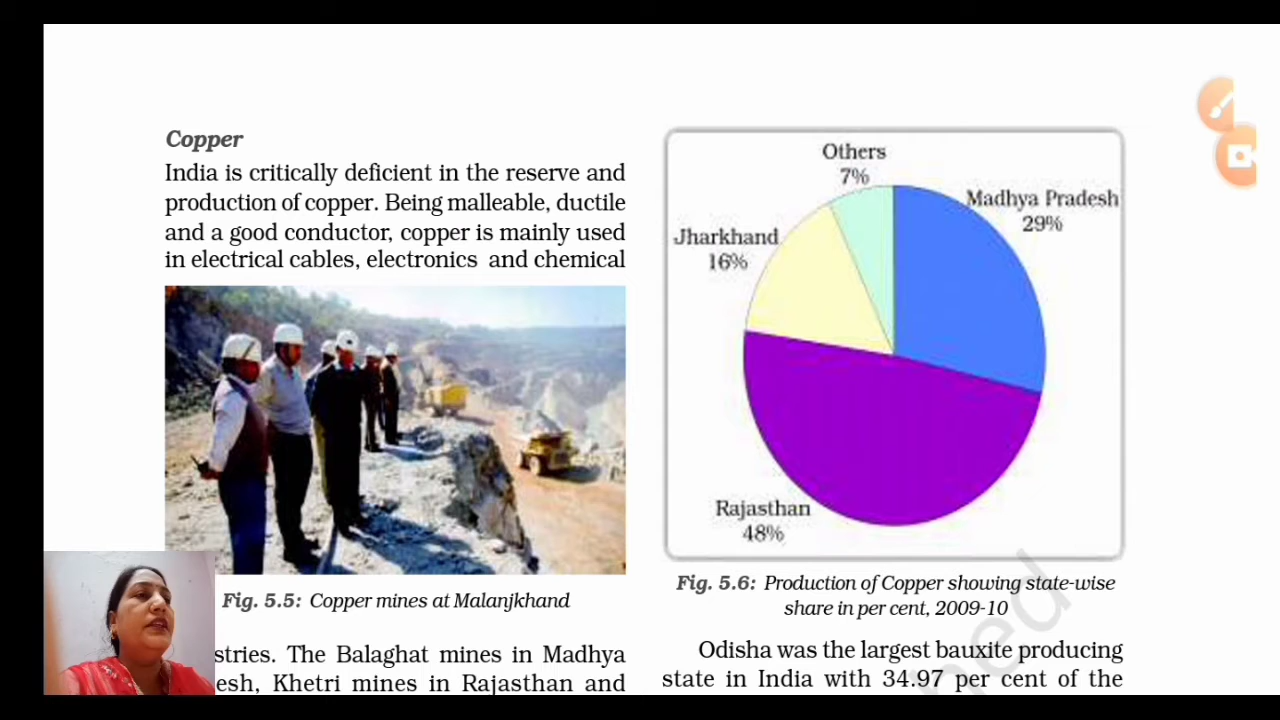 Copper
India is critically deficient in the reserve and
production of copper. Being malleable, ductile
and a good conductor, copper is mainly used
in electrical cables, electronics and chemical
Fig. 5.5: Copper mines at Malanjkhand
stries. The Balaghat mines in Madhya
esh, Khetri mines in Rajasthan and
Others
7%
Madhya Pradesh
29%
Jharkhand
16%
Rajasthan
48%
Fig. 5.6: Production of Copper showing state-wise
share in per cent, 2009-10
Odisha was the largest bauxite producing
state in India with 34.97 per cent of the